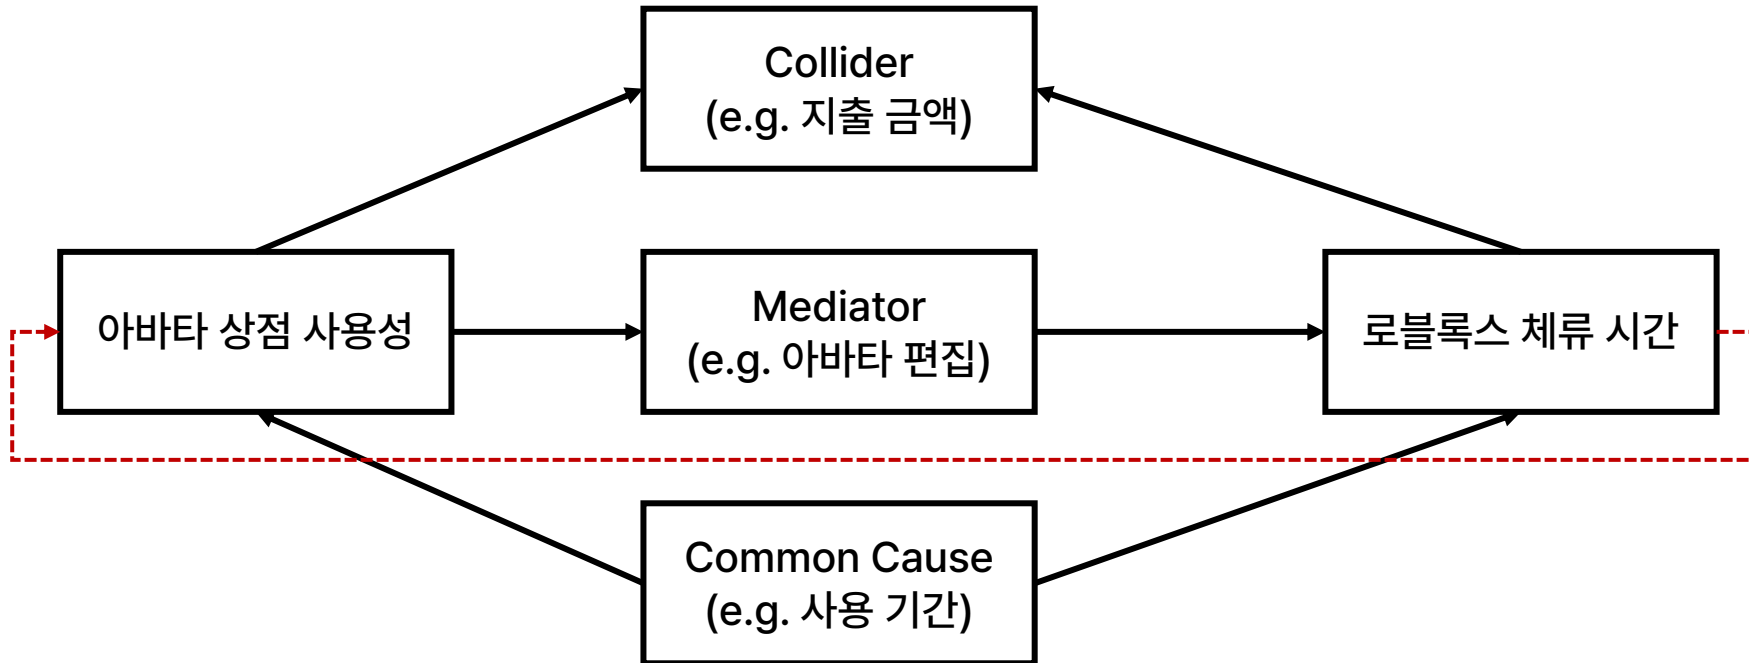 Collider
(e.g. 지출 금액)
아바타 상점 사용성
Mediator
(e.g. 아바타 편집)
로블록스 체류 시간
Common Cause
(e.g. 사용 기간)